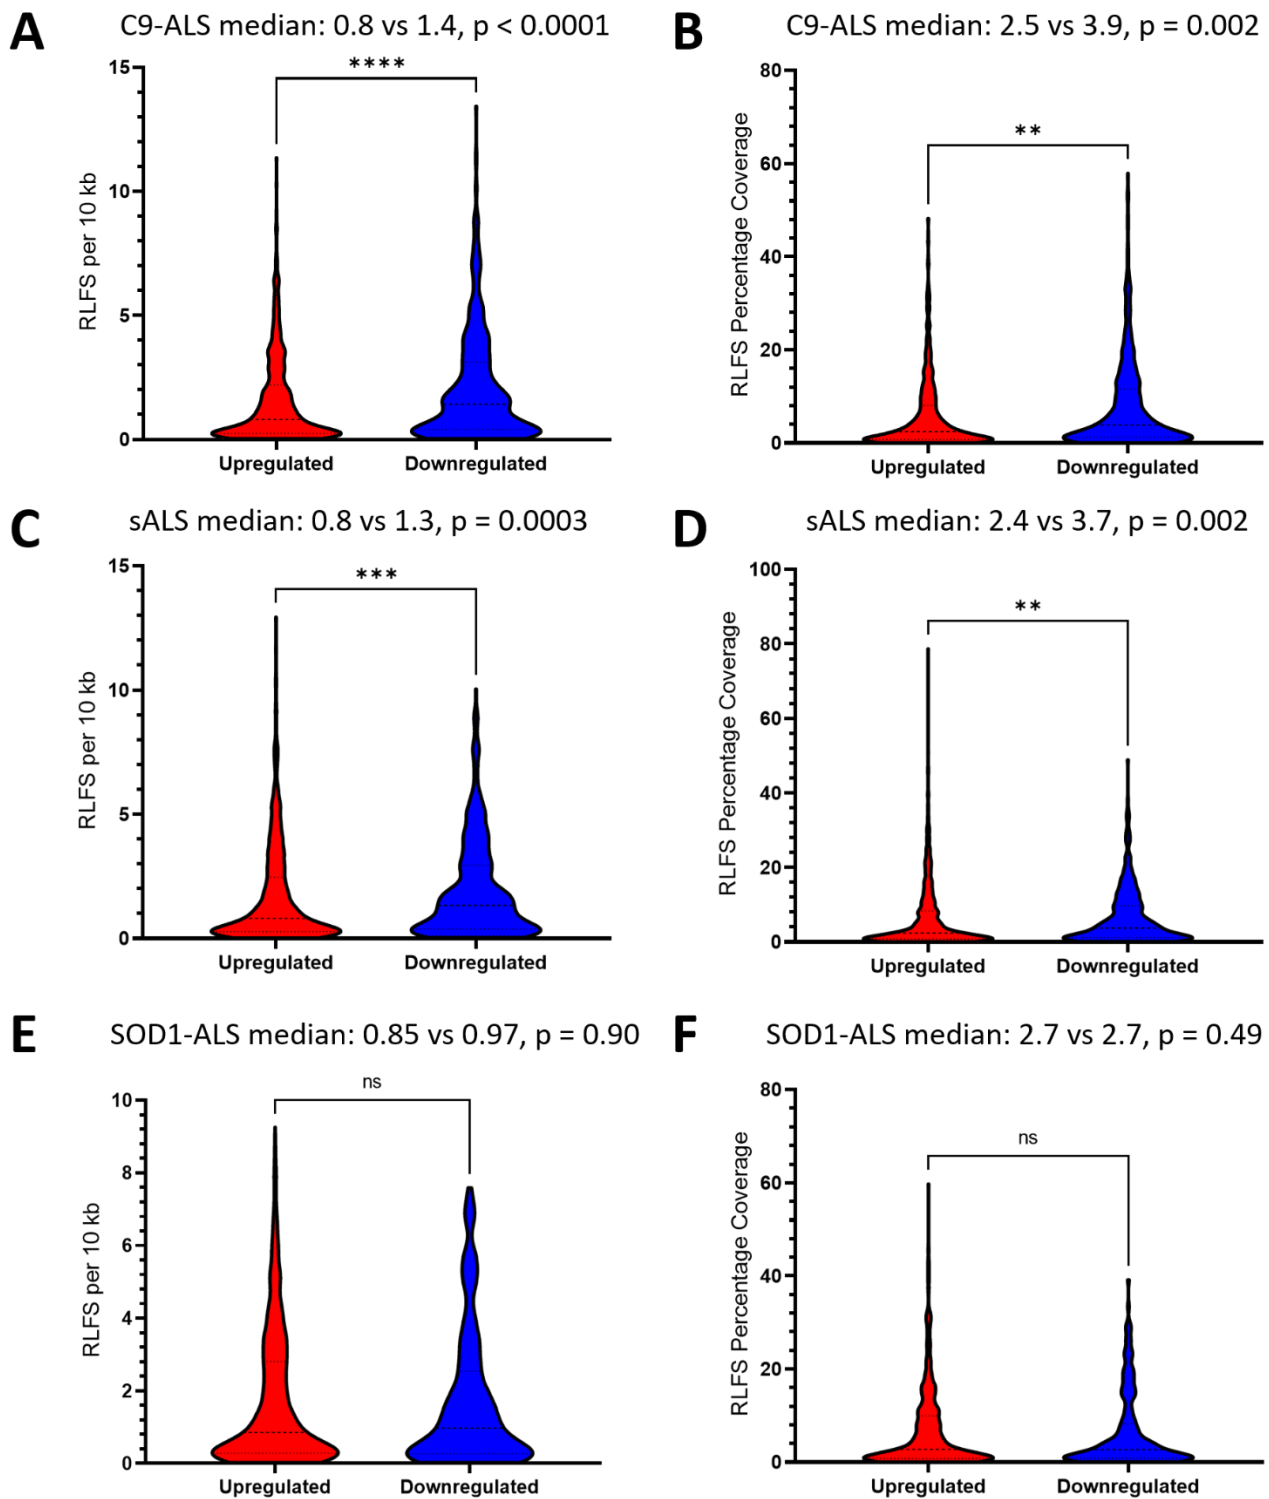 A
C9-ALS median: 0.8 vs 1.4, p < 0.0001
****
RLFS per 10 kb
15
10
5
0
Upregulated
Downregulated
B
C9-ALS median: 2.5 vs 3.9, p = 0.002
**
RLFS Percentage Coverage
80
60
40
20
0
Upregulated
Downregulated
C
sALS median: 0.8 vs 1.3, p = 0.0003
***
RLFS per 10 kb
15
10
5
0
Upregulated
Downregulated
D
sALS median: 2.4 vs 3.7, p = 0.002
**
RLFS Percentage Coverage
100
80
60
40
20
0
Upregulated
Downregulated
E
SOD1-ALS median: 0.85 vs 0.97, p = 0.90
ns
RLFS per 10 kb
10
8
6
4
2
0
Upregulated
Downregulated
F
SOD1-ALS median: 2.7 vs 2.7, p = 0.49
ns
RLFS Percentage Coverage
80
60
40
20
0
Upregulated
Downregulated